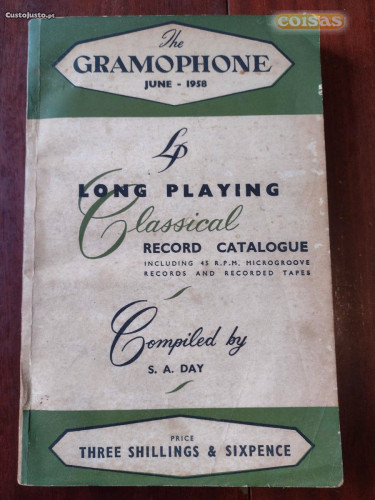 CustoJusto.pt
coisas
The
GRAMOPHONE
JUNE - 1958
LP
LONG PLAYING
Classical
RECORD CATALOGUE
INCLUDING 45 R.P.M. MICROGROOVE
RECORDS AND RECORDED TAPES
Compiled by
S. A. DAY
PRICE
THREE SHILLINGS & SIXPENCE